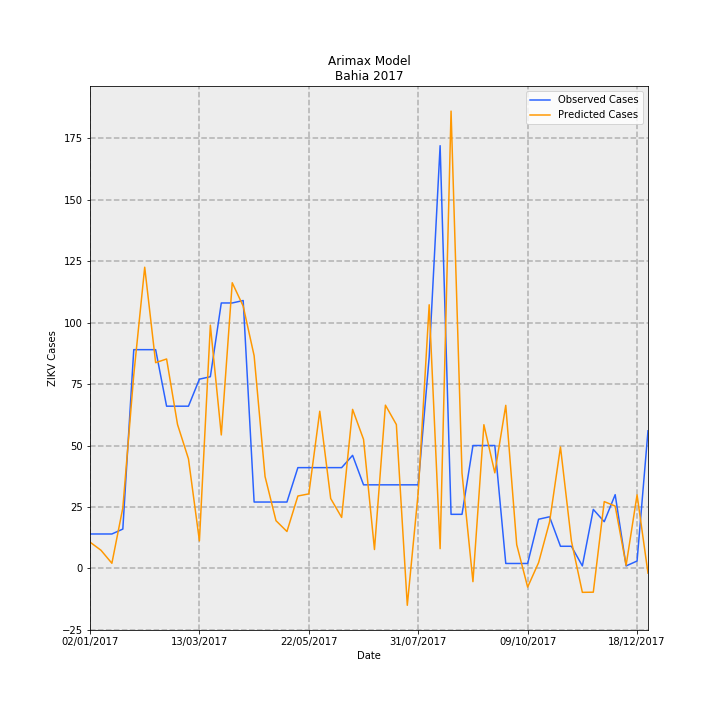 Arimax Model
Bahia 2017
Observed Cases
Predicted Cases
175
150
125
100
75
50
25
0
−25
ZIKV Cases
02/01/2017 13/03/2017 22/05/2017 31/07/2017 09/10/2017 18/12/2017
Date